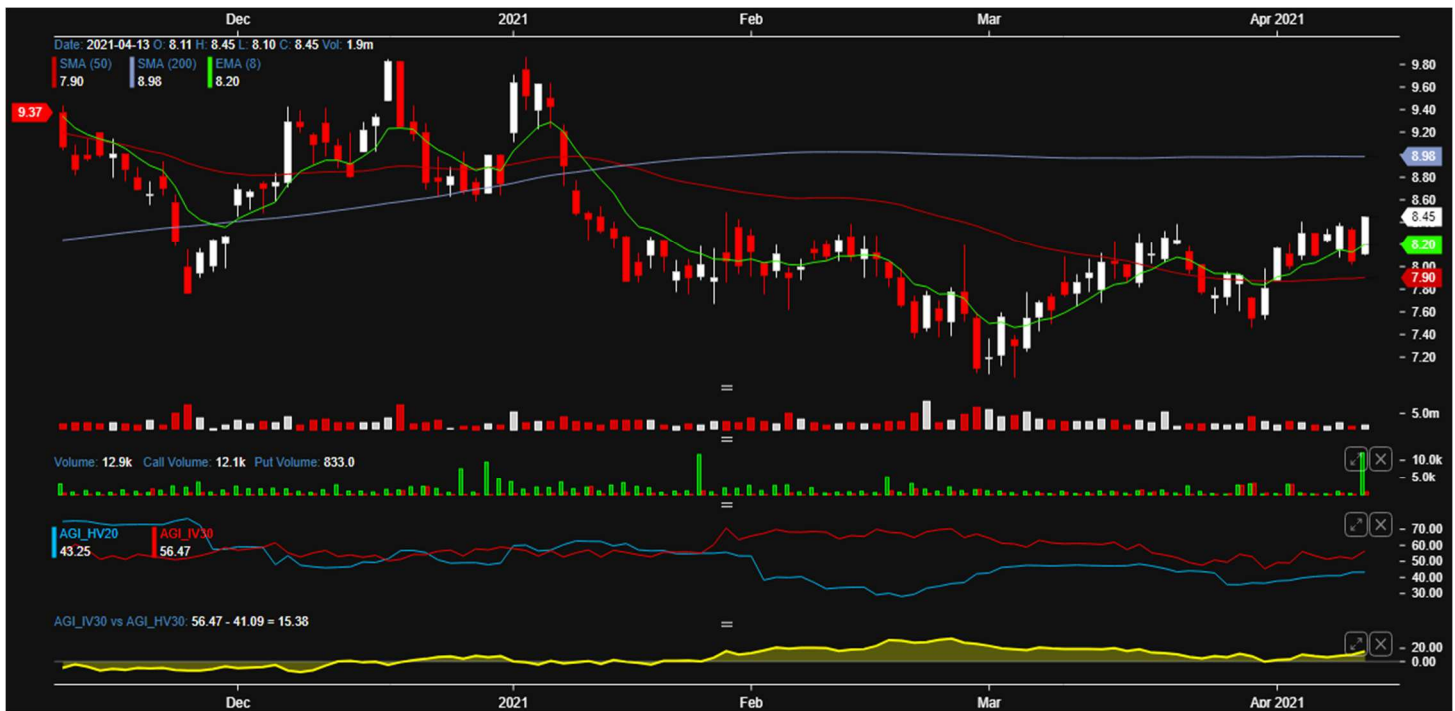 Dec 2021 Feb Mar Apr 2021
Date: 2021-04-13 O: 8.11 H: 8.45 L: 8.10 C: 8.45 Vol: 1.9m
SMA (50) SMA (200) EMA (8)
7.90 8.98 8.20
9.80
9.60
9.37
9.40
9.20
8.98
8.80
8.60
8.45
8.20
8.00
7.90
7.80
7.60
7.40
7.20
5.0m
Volume: 12.9k Call Volume: 12.1k Put Volume: 833.0
10.0k
5.0k
AGI_HV20 AGI_IV30
43.25 56.47
70.00
60.00
50.00
40.00
30.00
AGI_IV30 vs AGI_HV30: 56.47 - 41.09 = 15.38
20.00
0.00
Dec 2021 Feb Mar Apr 2021